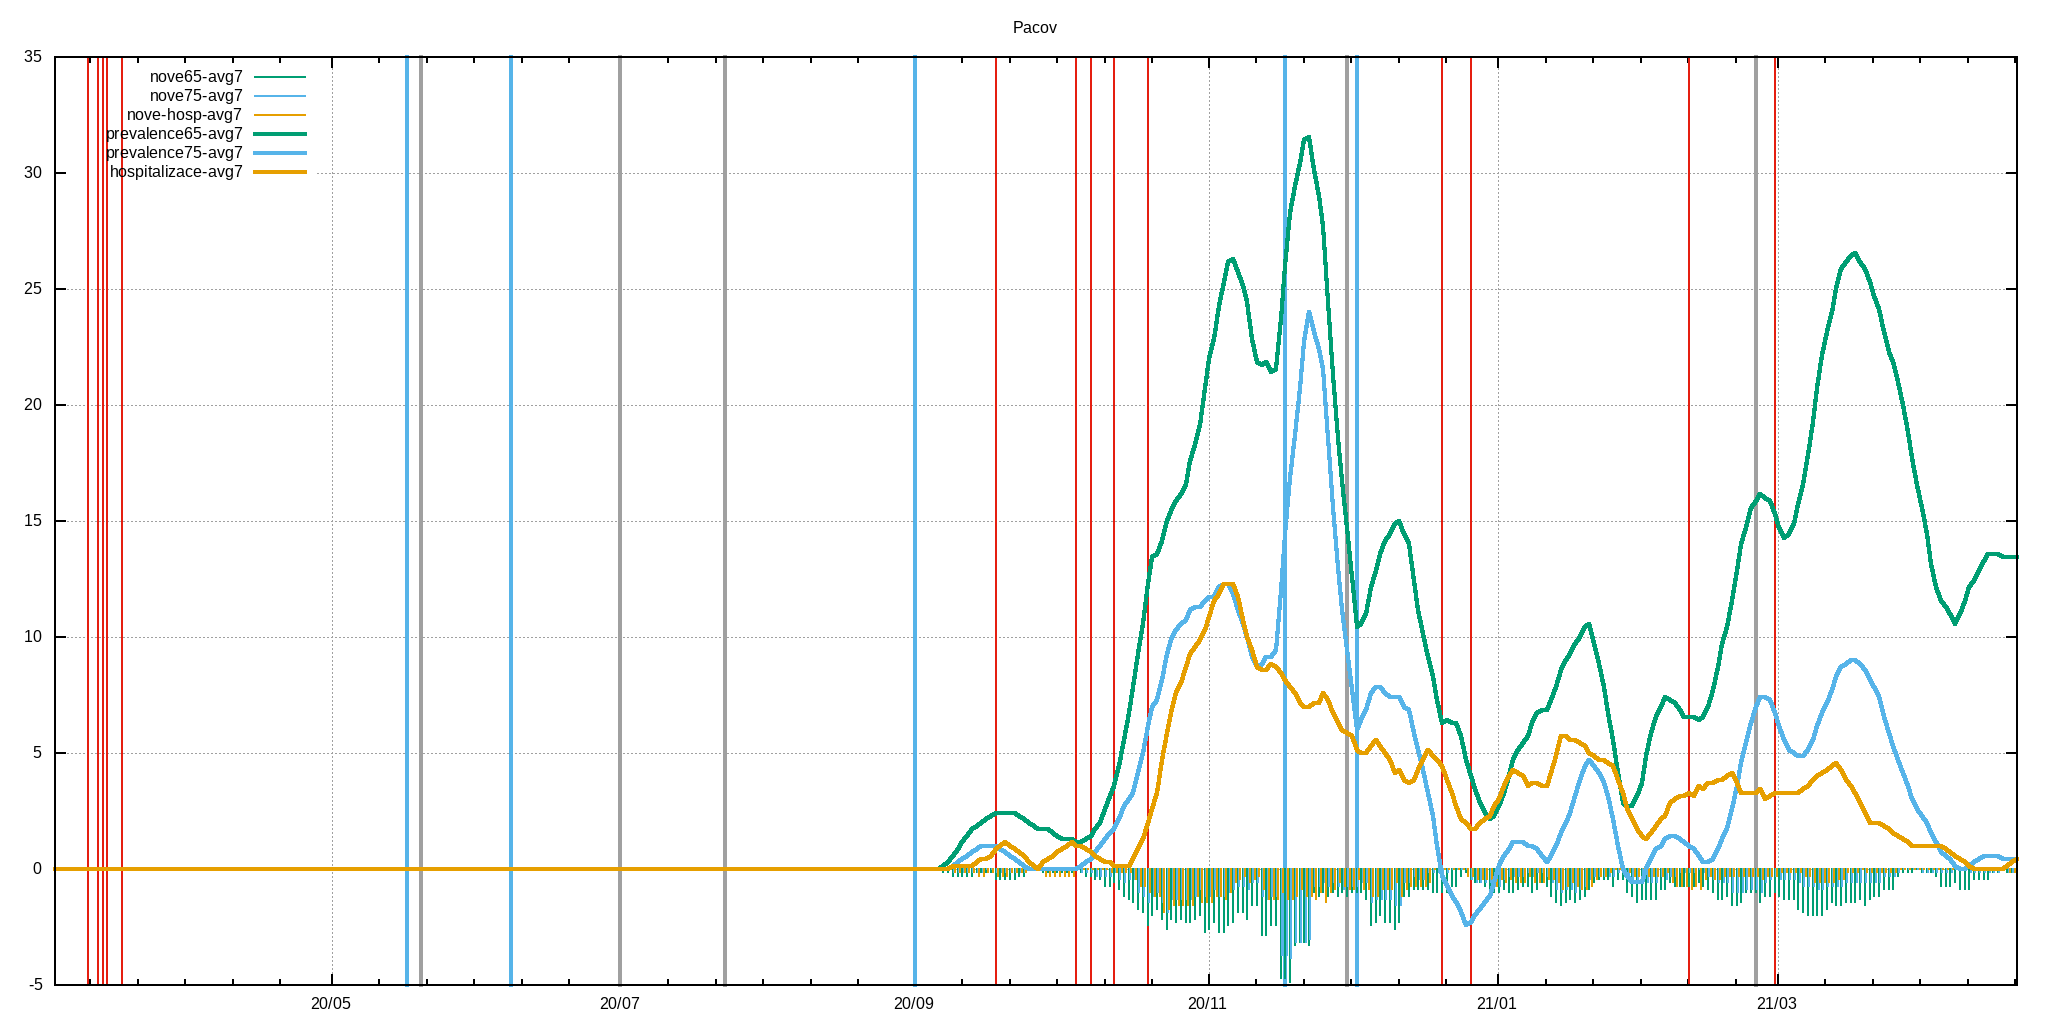 Pacov
35
nove65-avg7
nove75-avg7
nove-hosp-avg7
prevalence65-avg7
prevalence75-avg7
hospitalizace-avg7
30
25
20
15
10
5
0
-5
20/05 20/07 20/09 20/11 21/01 21/03